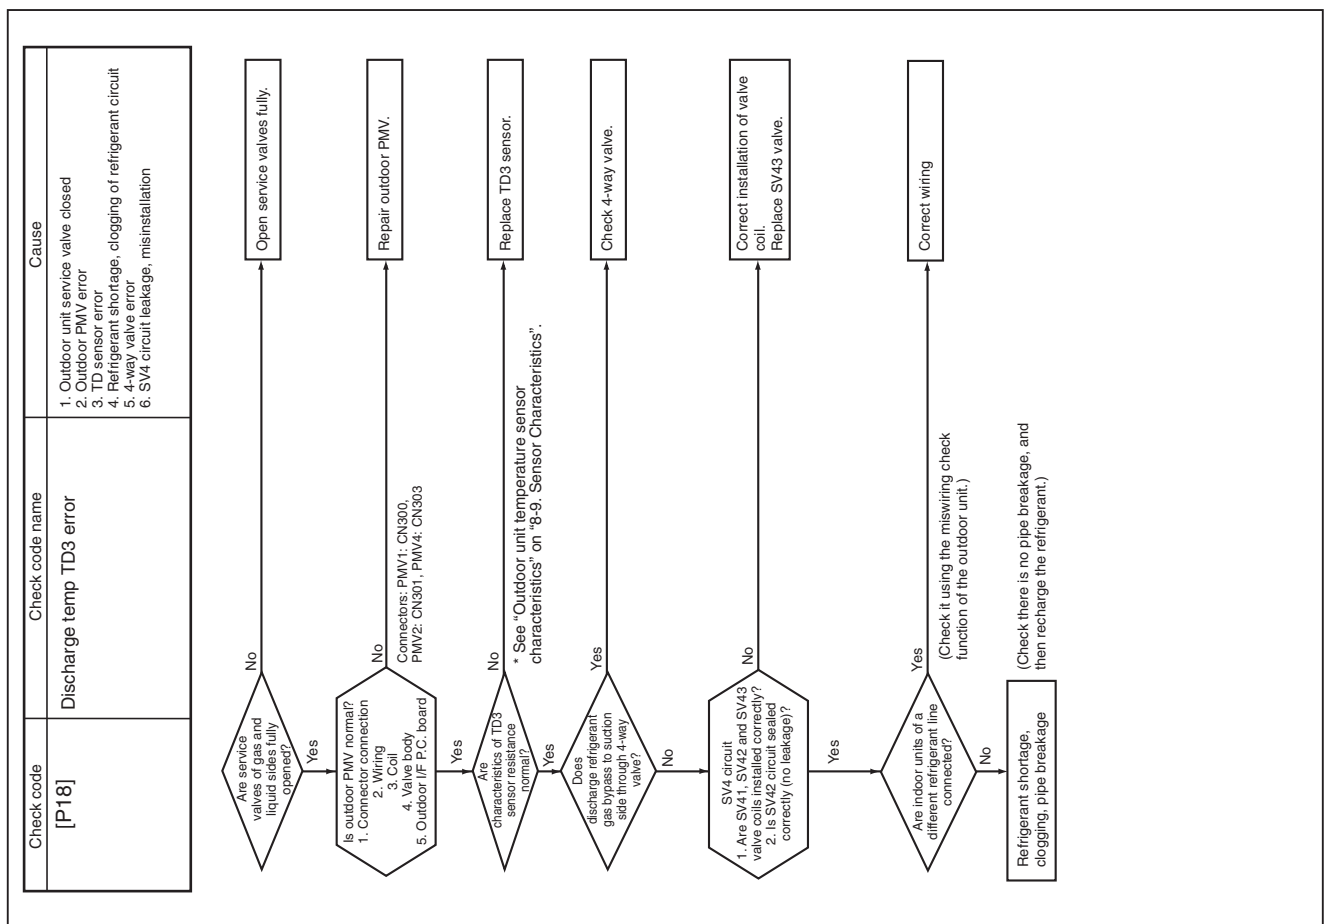 Check code
Check code name
Cause
[P18]
Discharge temp TD3 error
1. Outdoor unit service valve closed
2. Outdoor PMV error
3. TD sensor error
4. Refrigerant shortage, clogging of refrigerant circuit
5. 4-way valve error
6. SV4 circuit leakage, misinstallation
Are service
valves of gas and
liquid sides fully
opened?
No
Open service valves fully.
Yes
Is outdoor PMV normal?
1. Connector connection
2. Wiring
3. Coil
4. Valve body
5. Outdoor I/F P.C. board
No
Repair outdoor PMV.
Connectors: PMV1: CN300,
PMV2: CN301, PMV4: CN303
Yes
Are
characteristics of TD3
sensor resistance
normal?
No
Replace TD3 sensor.
* See “Outdoor unit temperature sensor
characteristics” on “8-9. Sensor Characteristics”.
Yes
Does
discharge refrigerant
gas bypass to suction
side through 4-way
valve?
Yes
Check 4-way valve.
No
SV4 circuit
1. Are SV41, SV42 and SV43
valve coils installed correctly?
2. Is SV42 circuit sealed
correctly (no leakage)?
No
Correct installation of valve
coil.
Replace SV43 valve.
Yes
Are indoor units of a
different refrigerant line
connected?
Yes
Correct wiring
(Check it using the miswiring check
function of the outdoor unit.)
No
Refrigerant shortage,
clogging, pipe breakage
(Check there is no pipe breakage, and
then recharge the refrigerant.)